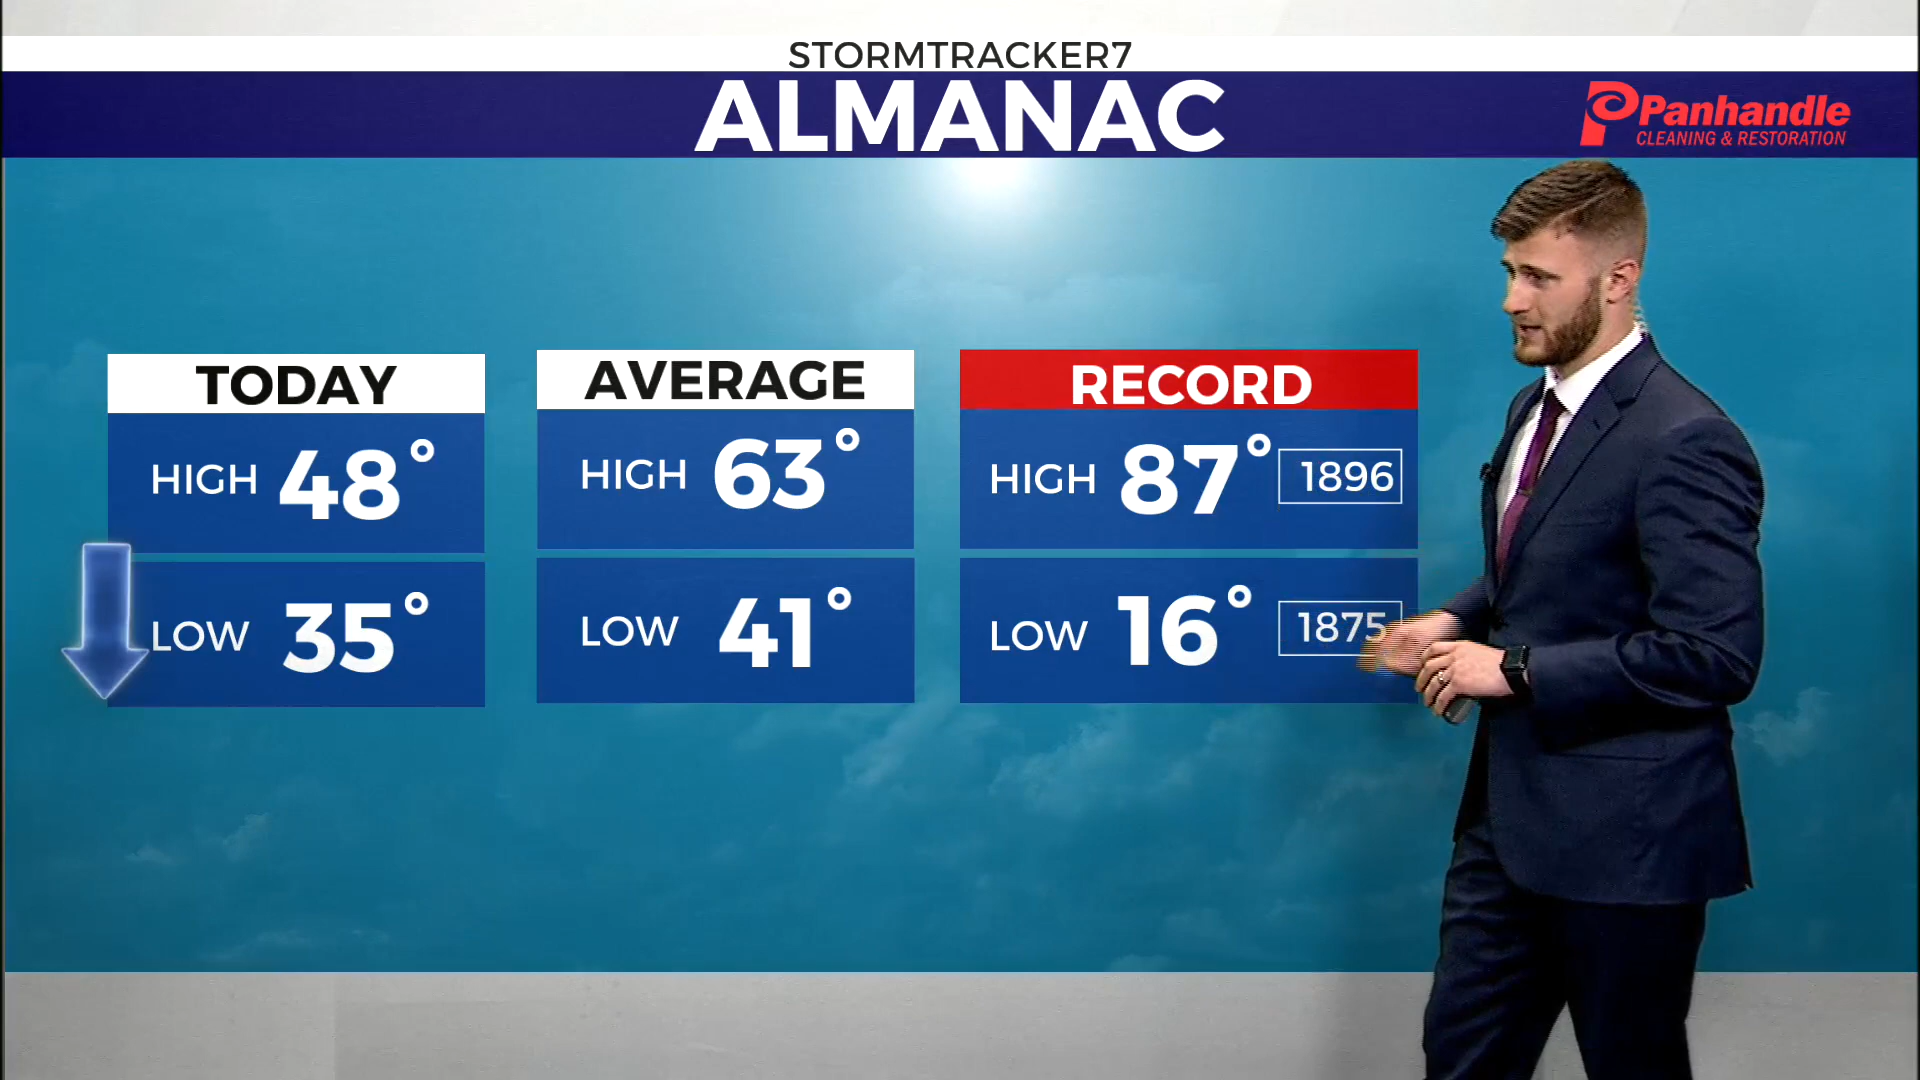 STORMTRACKER7
ALMANAC
Panhandle
CLEANING & RESTORATION
TODAY
HIGH 48°
LOW 35°
AVERAGE
HIGH 63°
LOW 41°
RECORD
HIGH 87° 1896
LOW 16° 1875